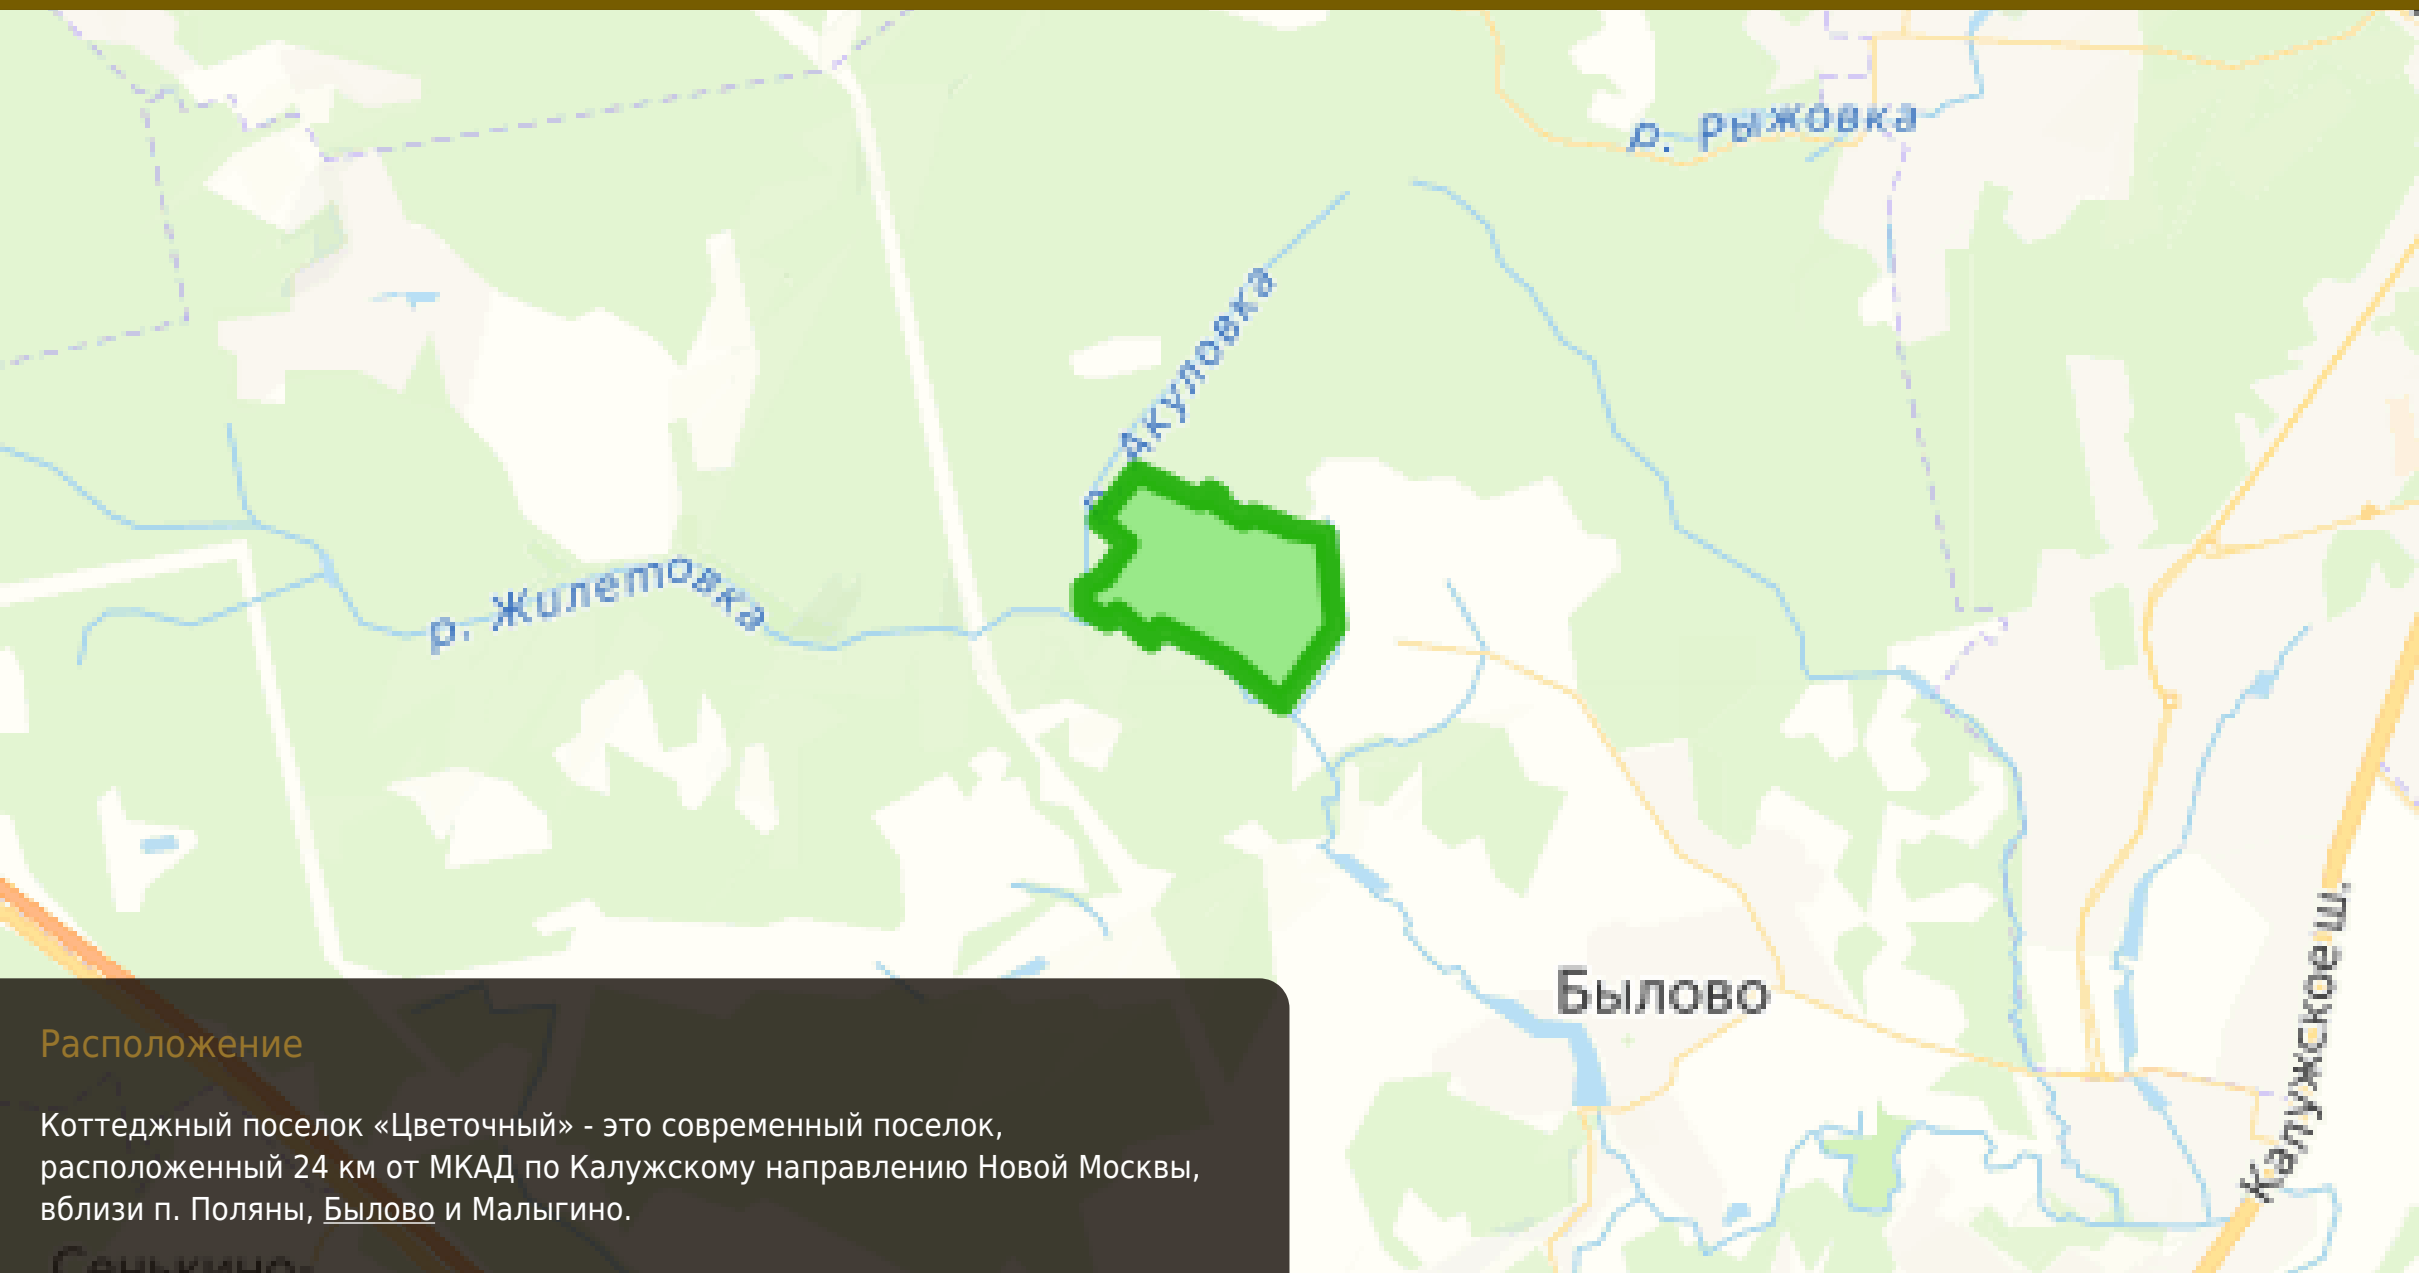 р. Рыжовка
р. Акуловка
р. Жилетовка
Былово
Калужское ш.
Расположение
Коттеджный поселок «Цветочный» - это современный поселок,
расположенный 24 км от МКАД по Калужскому направлению Новой Москвы,
вблизи п. Поляны, Былово и Малыгино.
Сенькино-